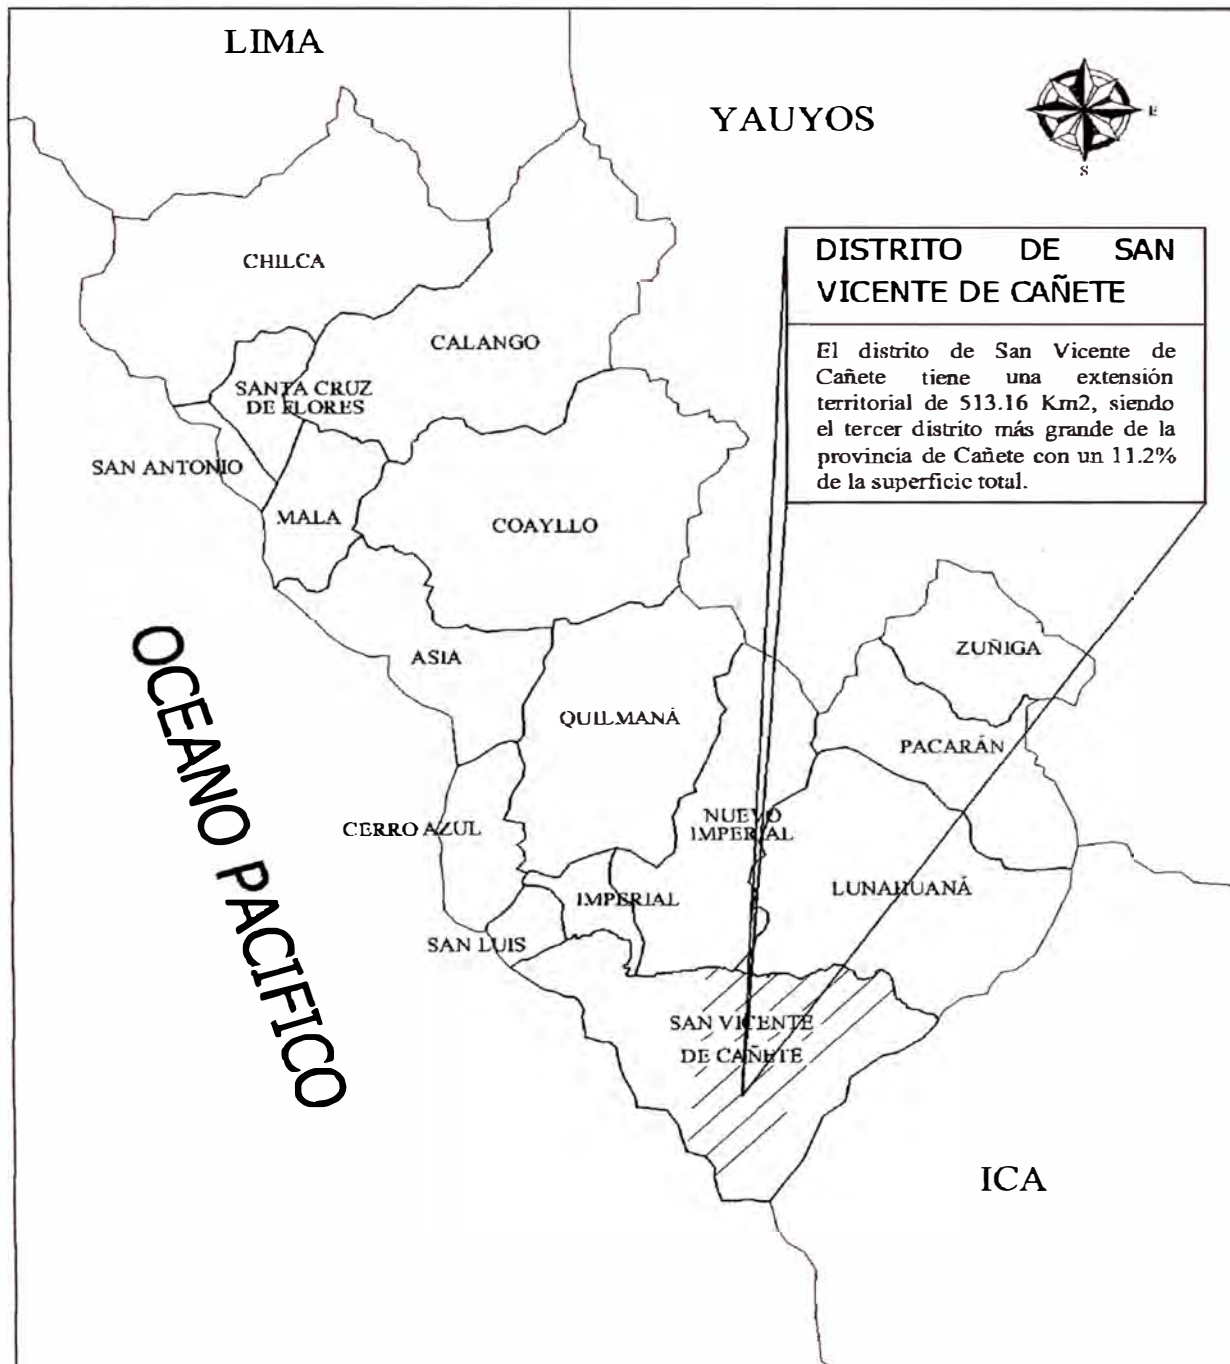 LIMA
YAUYOS
E
S
DISTRITO DE SAN
VICENTE DE CAÑETE
El distrito de San Vicente de
Cañete tiene una extensión
territorial de 513.16 Km2, siendo
el tercer distrito más grande de la
provincia de Cañete con un 11.2%
de la superficie total.
CHILCA
CALANGO
SANTA CRUZ
DE FLORES
SAN ANTONIO
MALA
COAYLLO
ASIA
ZUÑIGA
QUILMANÁ
PACARÁN
CERRO AZUL
NUEVO
IMPERIAL
LUNAHUANÁ
IMPERIAL
SAN LUIS
SAN VICENTE
DE CAÑETE
OCEANO PACIFICO
ICA